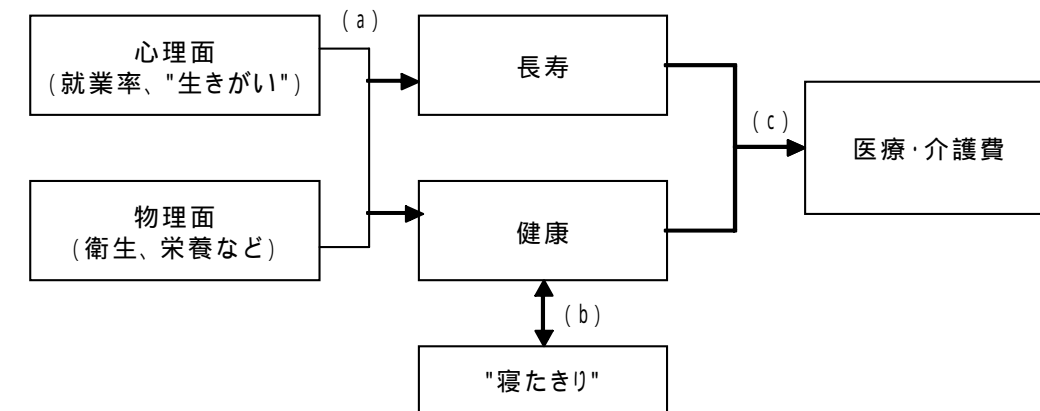 (a)
心理面
(就業率、"生きがい")
長寿
(c)
医療・介護費
物理面
(衛生、栄養など)
健康
(b)
"寝たきり"